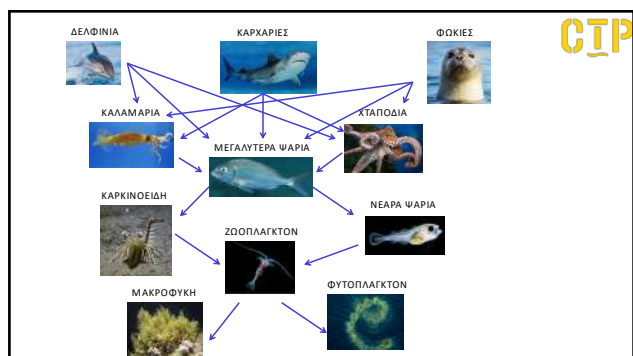 ΔΕΛΦΙΝΙΑ
ΚΑΡΧΑΡΙΕΣ
ΦΩΚΙΕΣ
CTP
ΚΑΛΑΜΑΡΙΑ
ΧΤΑΠΟΔΙΑ
ΜΕΓΑΛΥΤΕΡΑ ΨΑΡΙΑ
ΚΑΡΚΙΝΟΕΙΔΗ
ΝΕΑΡΑ ΨΑΡΙΑ
ΖΩΟΠΛΑΓΚΤΟΝ
ΦΥΤΟΠΛΑΓΚΤΟΝ
ΜΑΚΡΟΦΥΚΗ